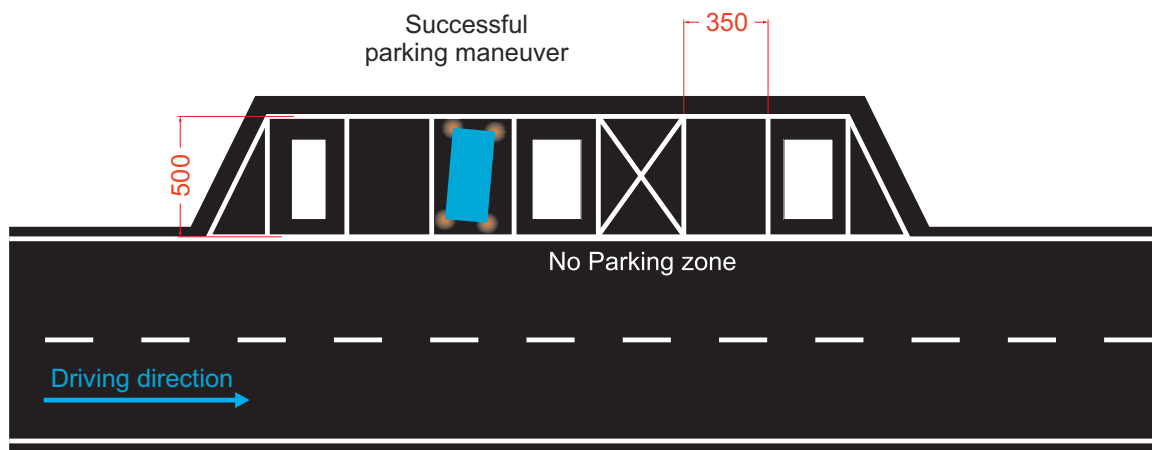 Successful
parking maneuver
350
500
No Parking zone
Driving direction